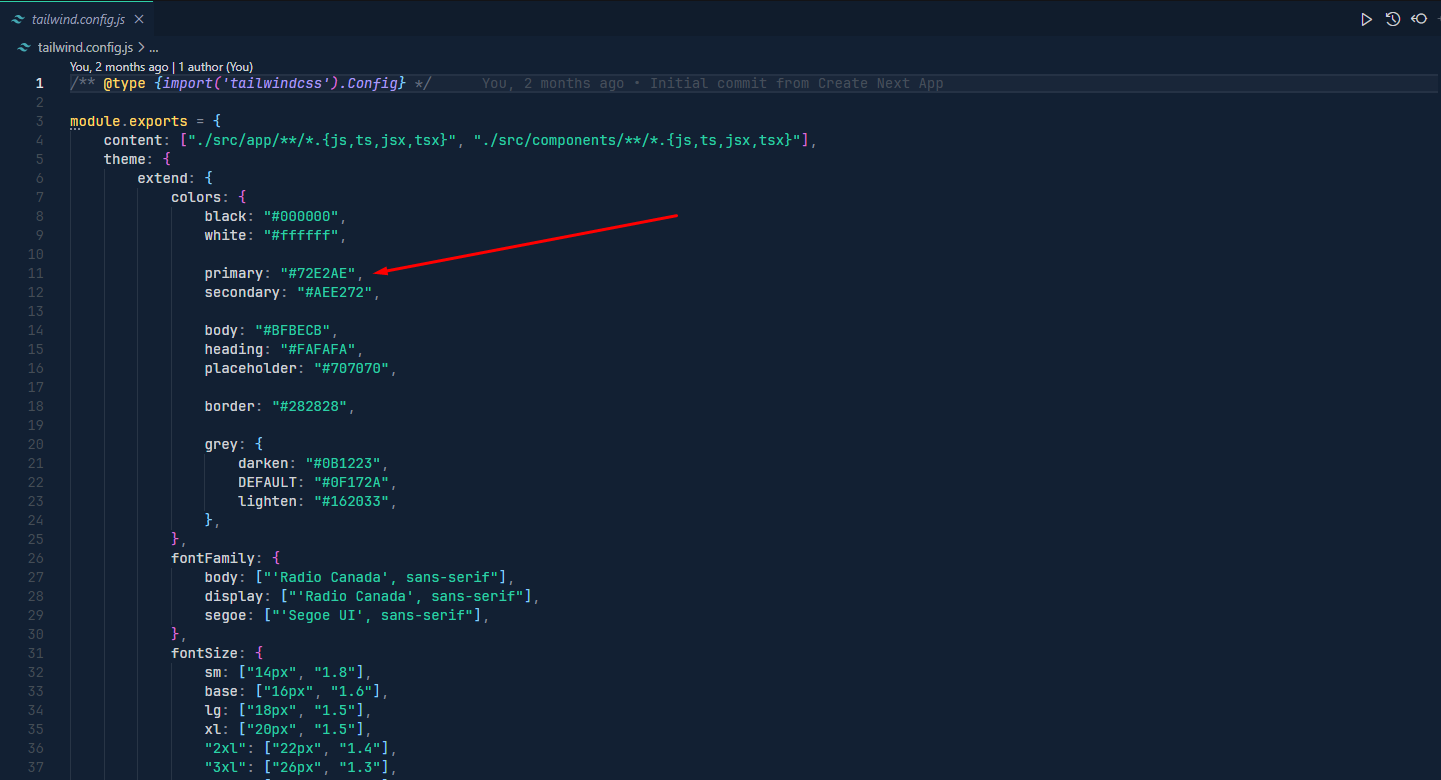 tailwind.config.js
tailwind.config.js > ...
You, 2 months ago | 1 author (You)
1 /** @type {import('tailwindcss').Config} */ You, 2 months ago • Initial commit from Create Next App
2
3 module.exports = {
4 content: ["./src/app/**/*.{js,ts,jsx,tsx}", "./src/components/**/*.{js,ts,jsx,tsx}"],
5 theme: {
6 extend: {
7 colors: {
8 black: "#000000",
9 white: "#ffffff",
10
11 primary: "#72E2AE",
12 secondary: "#AEE272",
13
14 body: "#BFBECB",
15 heading: "#FAFAFA",
16 placeholder: "#707070",
17
18 border: "#282828",
19
20 grey: {
21 darken: "#0B1223",
22 DEFAULT: "#0F172A",
23 lighten: "#162033",
24 },
25 },
26 fontFamily: {
27 body: ["'Radio Canada', sans-serif"],
28 display: ["'Radio Canada', sans-serif"],
29 segoe: ["'Segoe UI', sans-serif"],
30 },
31 fontSize: {
32 sm: ["14px", "1.8"],
33 base: ["16px", "1.6"],
34 lg: ["18px", "1.5"],
35 xl: ["20px", "1.5"],
36 "2xl": ["22px", "1.4"],
37 "3xl": ["26px", "1.3"],